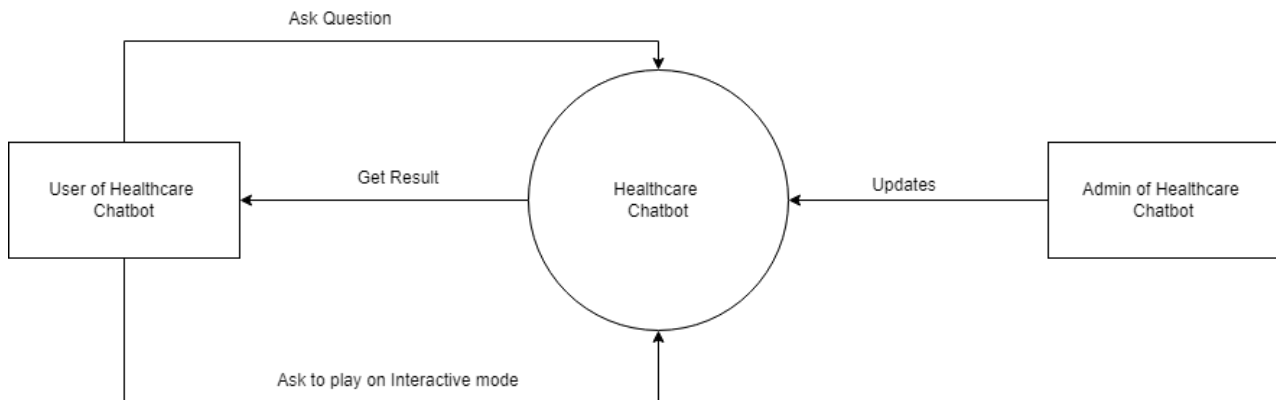 Ask Question
User of Healthcare
Chatbot
Get Result
Healthcare
Chatbot
Updates
Admin of Healthcare
Chatbot
Ask to play on Interactive mode